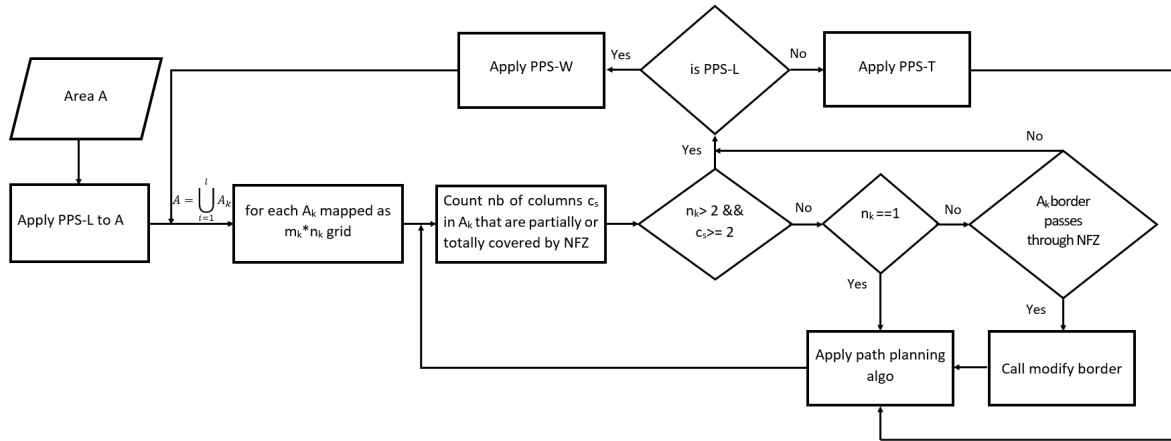 Area A
Apply PPS-L to A
A = ⋃_{i=1}^{l} A_k
for each A_k mapped as
m_k*n_k grid
Count nb of columns c_s
in A_k that are partially or
totally covered by NFZ
Apply PPS-W
Yes
is PPS-L
No
Apply PPS-T
Yes
No
n_k> 2 &&
c_s>= 2
No
n_k ==1
No
A_k border
passes
through NFZ
Yes
Yes
Apply path planning
algo
Call modify border